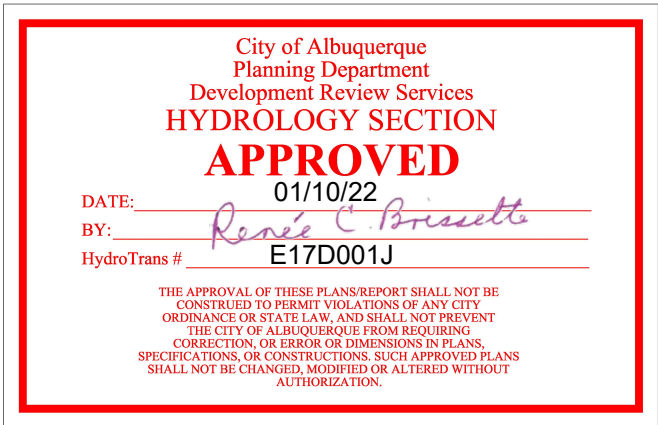 City of Albuquerque
Planning Department
Development Review Services
HYDROLOGY SECTION
APPROVED
DATE: 01/10/22
BY: Renée C. Brissette
HydroTrans # E17D001J
THE APPROVAL OF THESE PLANS/REPORT SHALL NOT BE
CONSTRUED TO PERMIT VIOLATIONS OF ANY CITY
ORDINANCE OR STATE LAW, AND SHALL NOT PREVENT
THE CITY OF ALBUQUERQUE FROM REQUIRING
CORRECTION, OR ERROR OR DIMENSIONS IN PLANS,
SPECIFICATIONS, OR CONSTRUCTIONS. SUCH APPROVED PLANS
SHALL NOT BE CHANGED, MODIFIED OR ALTERED WITHOUT
AUTHORIZATION.